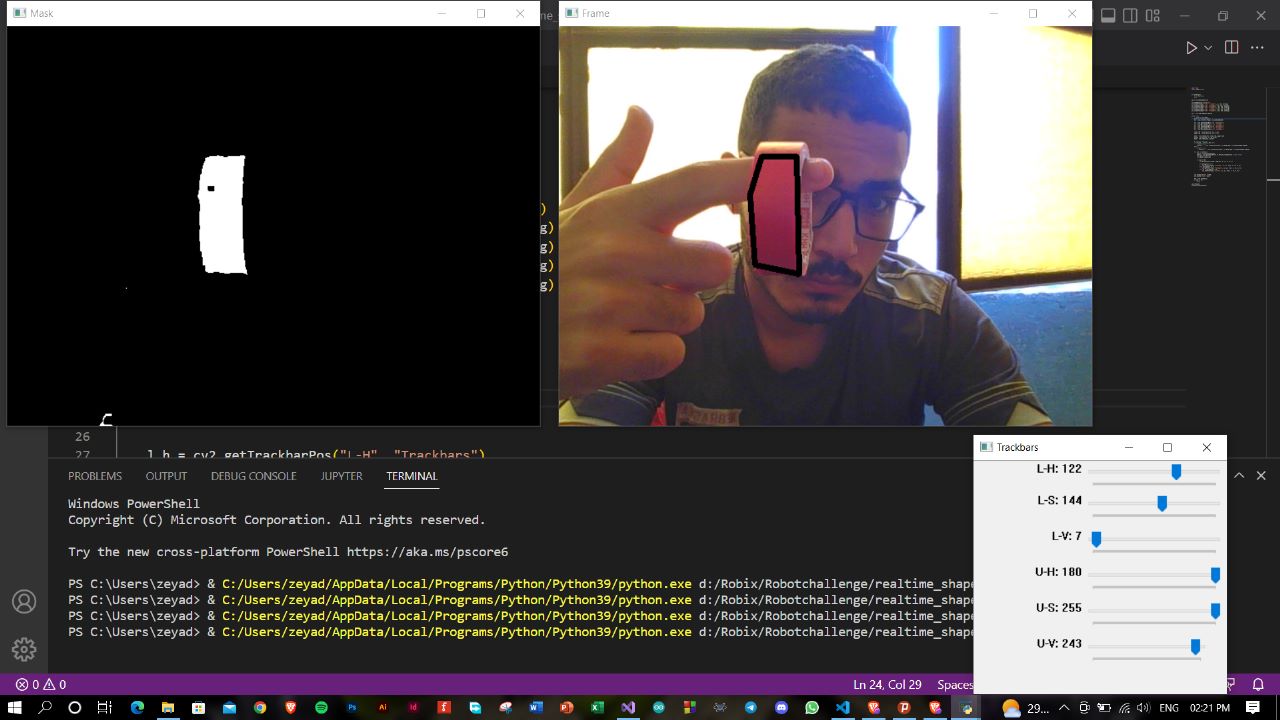 Mask
Frame
)
g)
g)
g)
g)
26
27 l_h = cv2.getTrackbarPos("L-H", "Trackbars")
PROBLEMS OUTPUT DEBUG CONSOLE JUPYTER TERMINAL
Windows PowerShell
Copyright (C) Microsoft Corporation. All rights reserved.
Try the new cross-platform PowerShell https://aka.ms/pscore6
PS C:\Users\zeyad> & C:/Users/zeyad/AppData/Local/Programs/Python/Python39/python.exe d:/Robix/Robotchallenge/realtime_shape
PS C:\Users\zeyad> & C:/Users/zeyad/AppData/Local/Programs/Python/Python39/python.exe d:/Robix/Robotchallenge/realtime_shape
PS C:\Users\zeyad> & C:/Users/zeyad/AppData/Local/Programs/Python/Python39/python.exe d:/Robix/Robotchallenge/realtime_shape
PS C:\Users\zeyad> & C:/Users/zeyad/AppData/Local/Programs/Python/Python39/python.exe d:/Robix/Robotchallenge/realtime_shape
Trackbars
L-H: 122
L-S: 144
L-V: 7
U-H: 180
U-S: 255
U-V: 243
0 0
Ln 24, Col 29 Spaces
29... ENG 02:21 PM